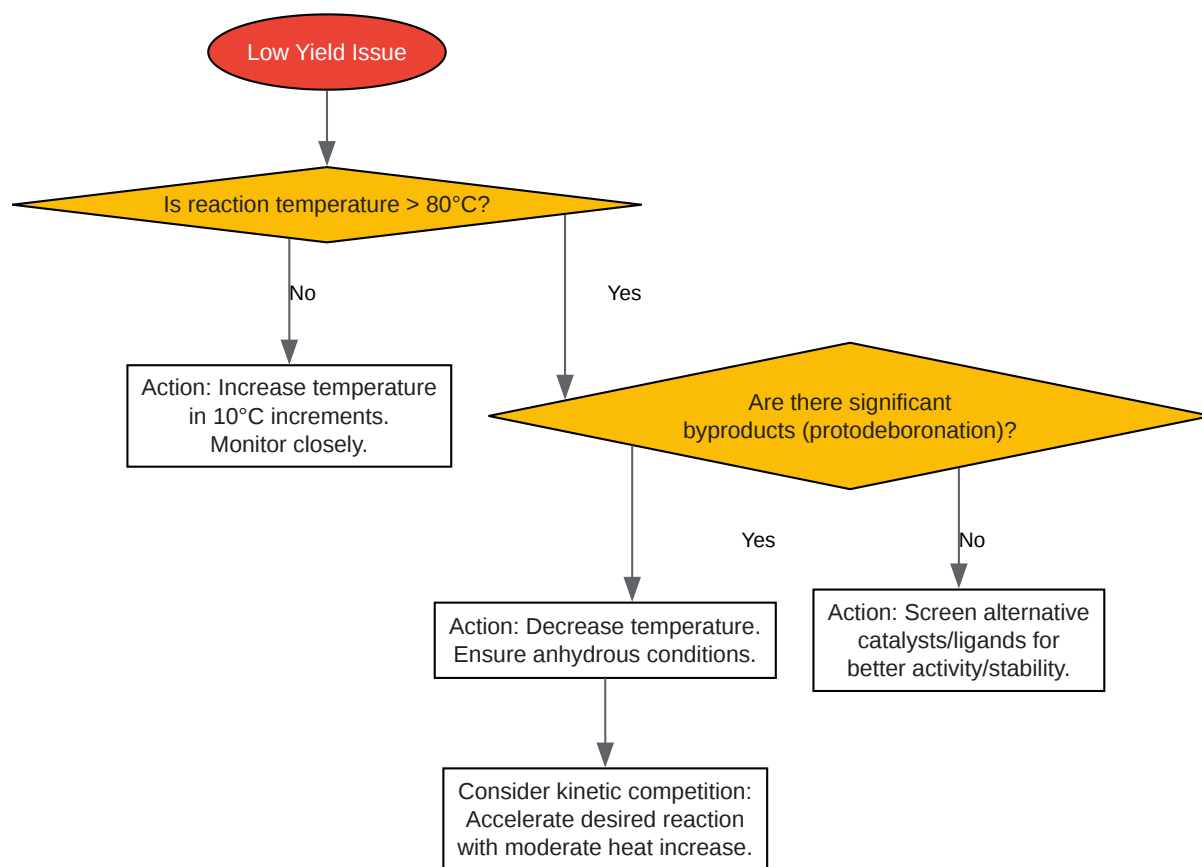 Low Yield Issue
Is reaction temperature > 80°C?
No
Yes
Action: Increase temperature
in 10°C increments.
Monitor closely.
Are there significant
byproducts (protodeboronation)?
Yes
No
Action: Decrease temperature.
Ensure anhydrous conditions.
Action: Screen alternative
catalysts/ligands for
better activity/stability.
Consider kinetic competition:
Accelerate desired reaction
with moderate heat increase.